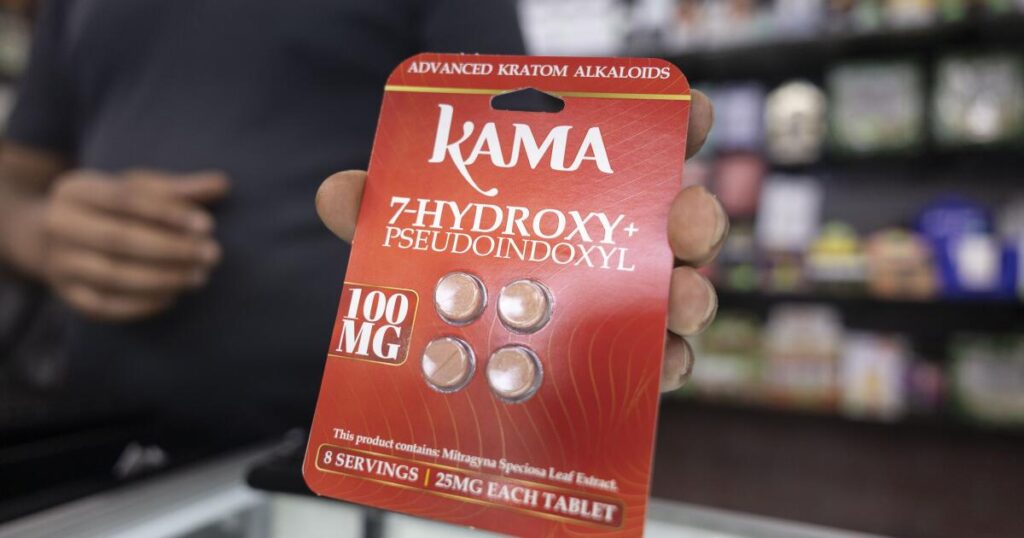 ADVANCED KRATOM ALKALOIDS
KAMA
7-HYDROXY+
PSEUDOINDOXYL
100
MG
This product contains: Mitragyna Speciosa Leaf Extract.
8 SERVINGS | 25MG EACH TABLET